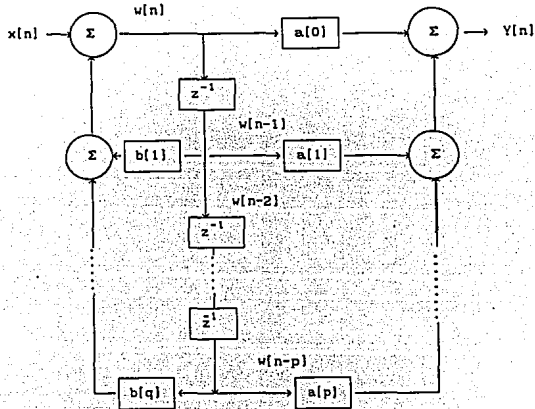 w[n]
x[n] Σ a[0] Σ Y[n]
z⁻¹
w[n-1]
Σ b[1] a[1] Σ
w[n-2]
z⁻¹
z̄¹
w[n-p]
b[q] a[p]